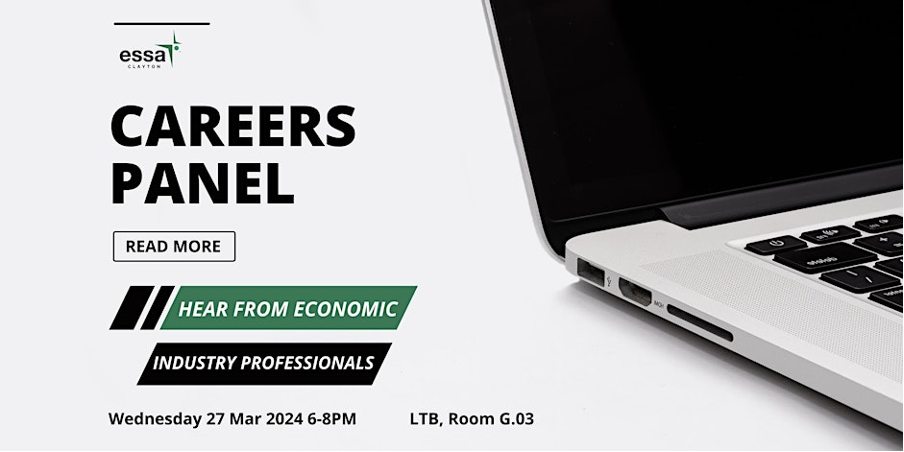 essa
CLAYTON
CAREERS
PANEL
READ MORE
HEAR FROM ECONOMIC
INDUSTRY PROFESSIONALS
Wednesday 27 Mar 2024 6-8PM
LTB, Room G.03